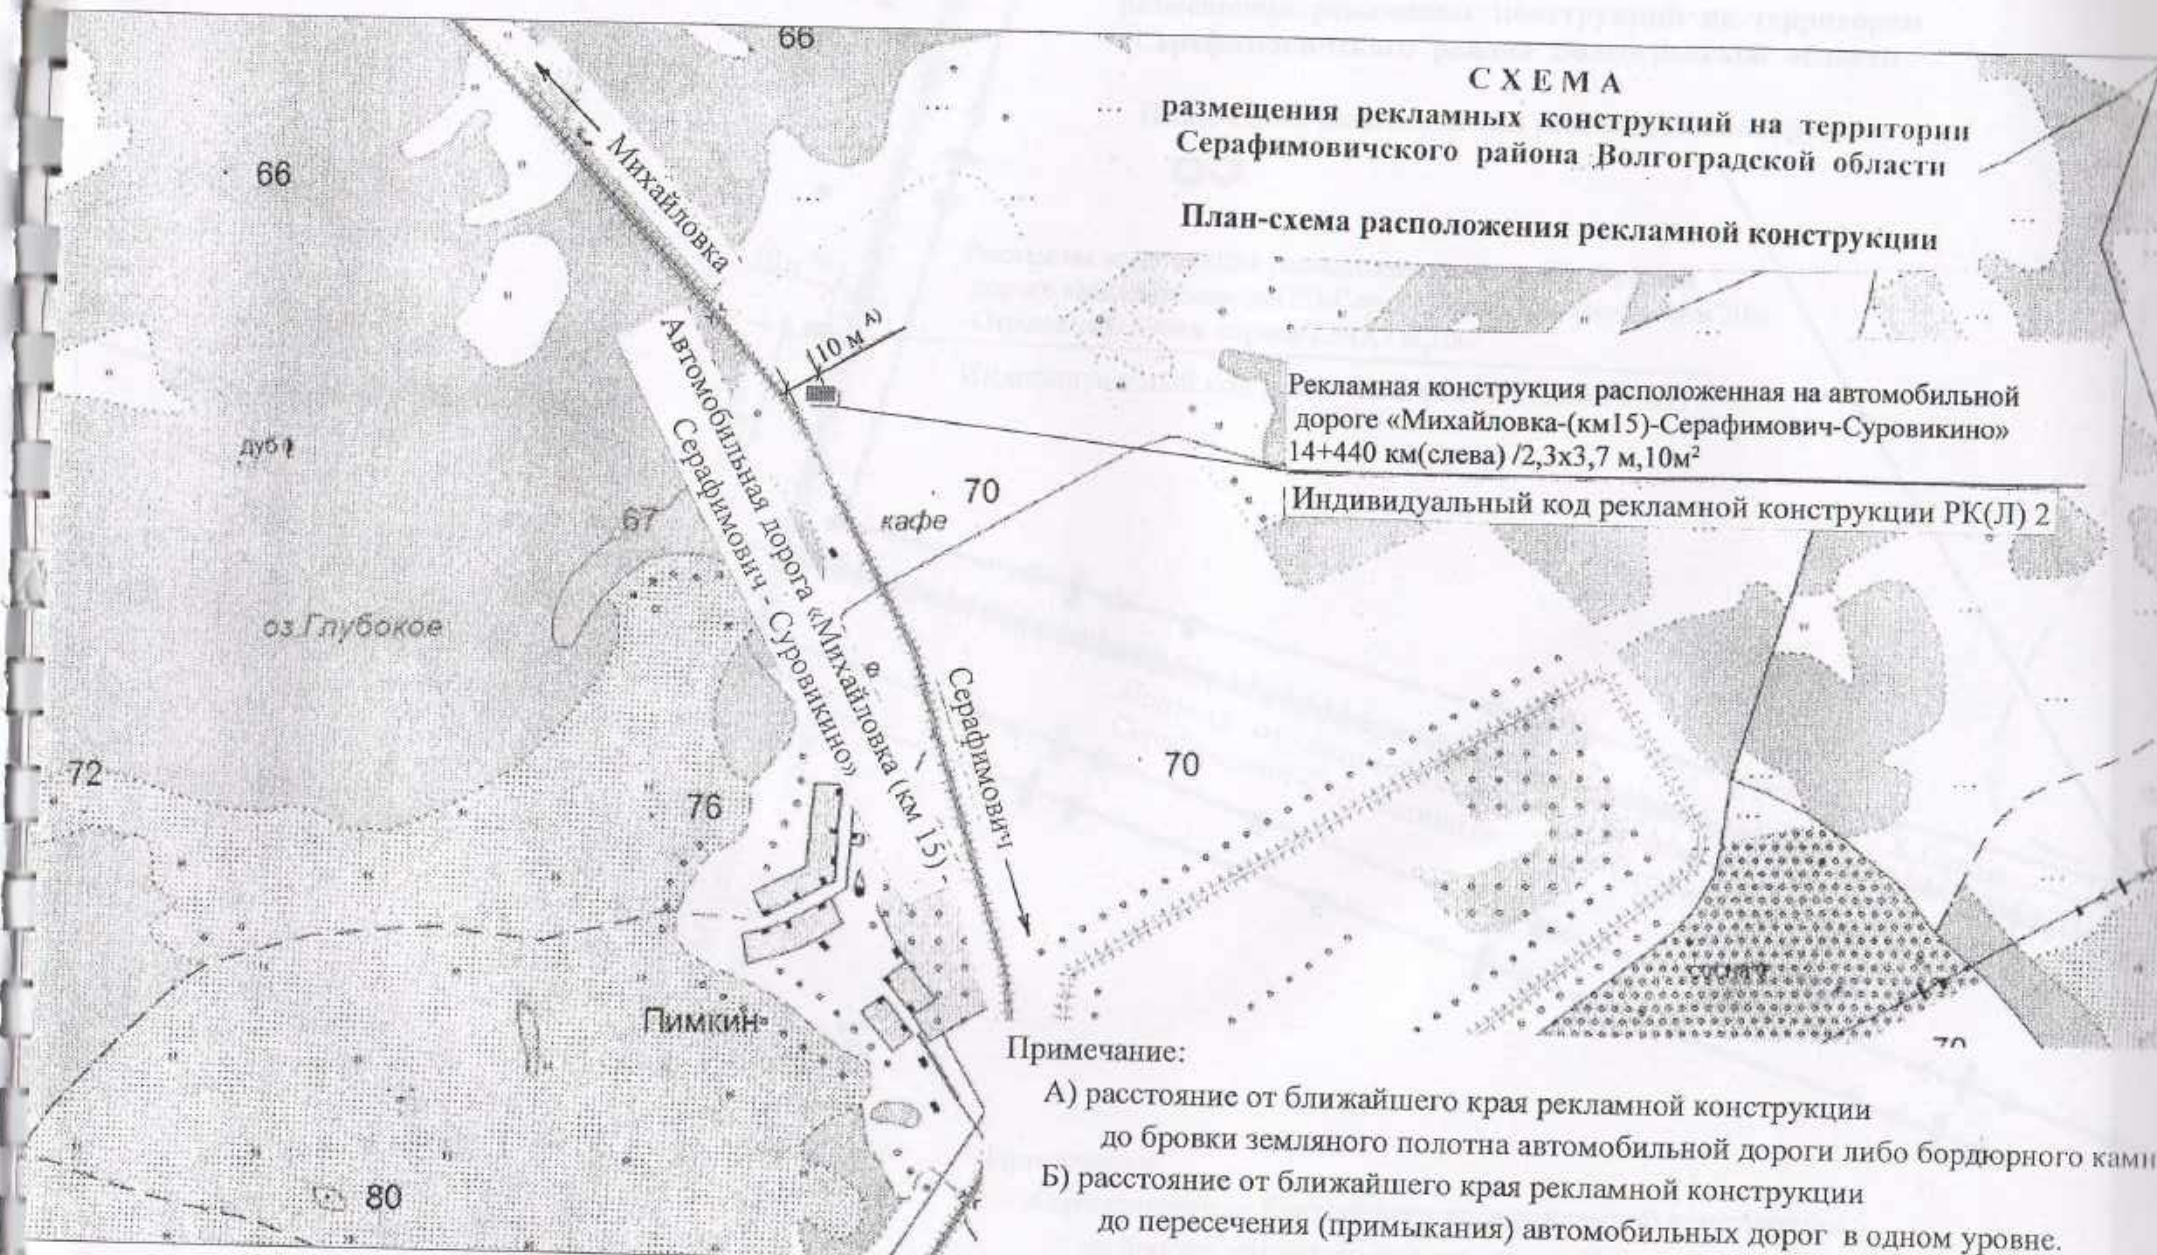 СХЕМА
размещения рекламных конструкций на территории
Серафимовичского района Волгоградской области
План-схема расположения рекламной конструкции
66
66
Михайловка
10 м А)
Рекламная конструкция расположенная на автомобильной
дороге «Михайловка-(км15)-Серафимович-Суровикино»
14+440 км(слева) /2,3х3,7 м,10м²
Индивидуальный код рекламной конструкции РК(Л) 2
Автомобильная дорога «Михайловка (км 15) -
Серафимович - Суровикино»
дуб
67
70
кафе
оз.Глубокое
Серафимович
70
72
76
Пимкин
70
80
Примечание:
А) расстояние от ближайшего края рекламной конструкции
до бровки земляного полотна автомобильной дороги либо бордюрного камн
Б) расстояние от ближайшего края рекламной конструкции
до пересечения (примыкания) автомобильных дорог в одном уровне.